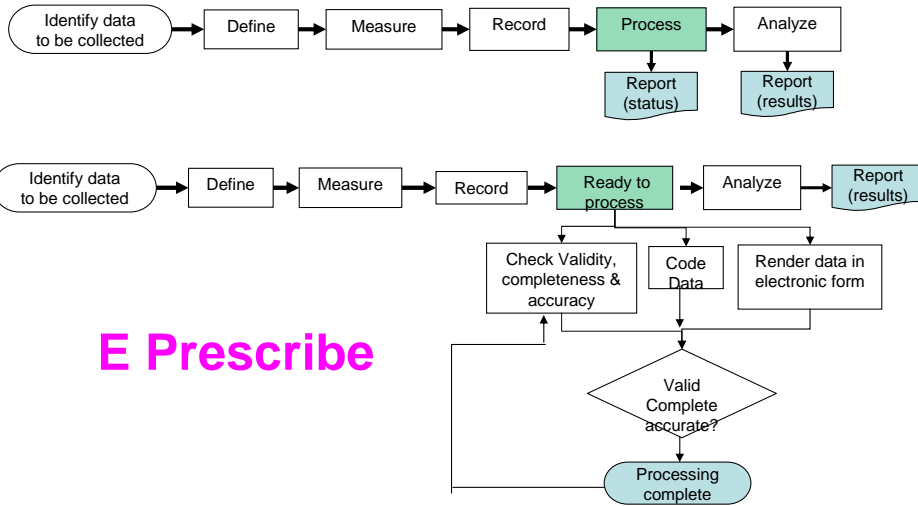 Identify data
to be collected
Define
Measure
Record
Process
Analyze
Report
(status)
Report
(results)
Identify data
to be collected
Define
Measure
Record
Ready to
process
Analyze
Report
(results)
Check Validity,
completeness &
accuracy
Code
Data
Render data in
electronic form
E Prescribe
Valid
Complete
accurate?
Processing
complete